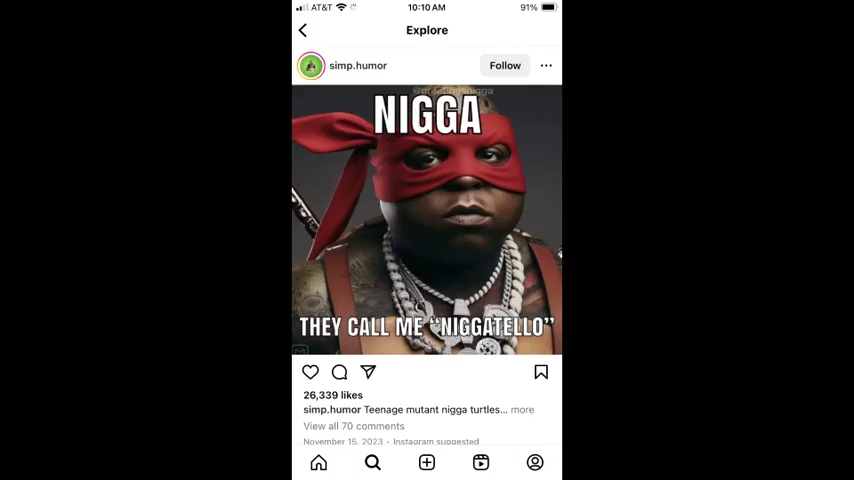 AT&T 10:10 AM 91%
Explore
simp.humor Follow
NIGGA
THEY CALL ME “NIGGATELLO”
26,339 likes
simp.humor Teenage mutant nigga turtles... more
View all 70 comments
November 15, 2023 · Instagram suggested